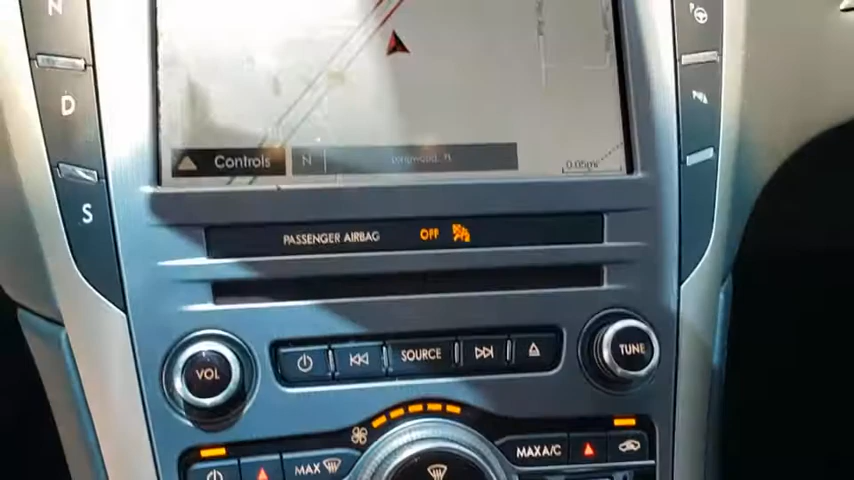 N
D
S
Controls
N
0.05mi
PASSENGER AIRBAG OFF
VOL
SOURCE
TUNE
MAX
MAX A/C